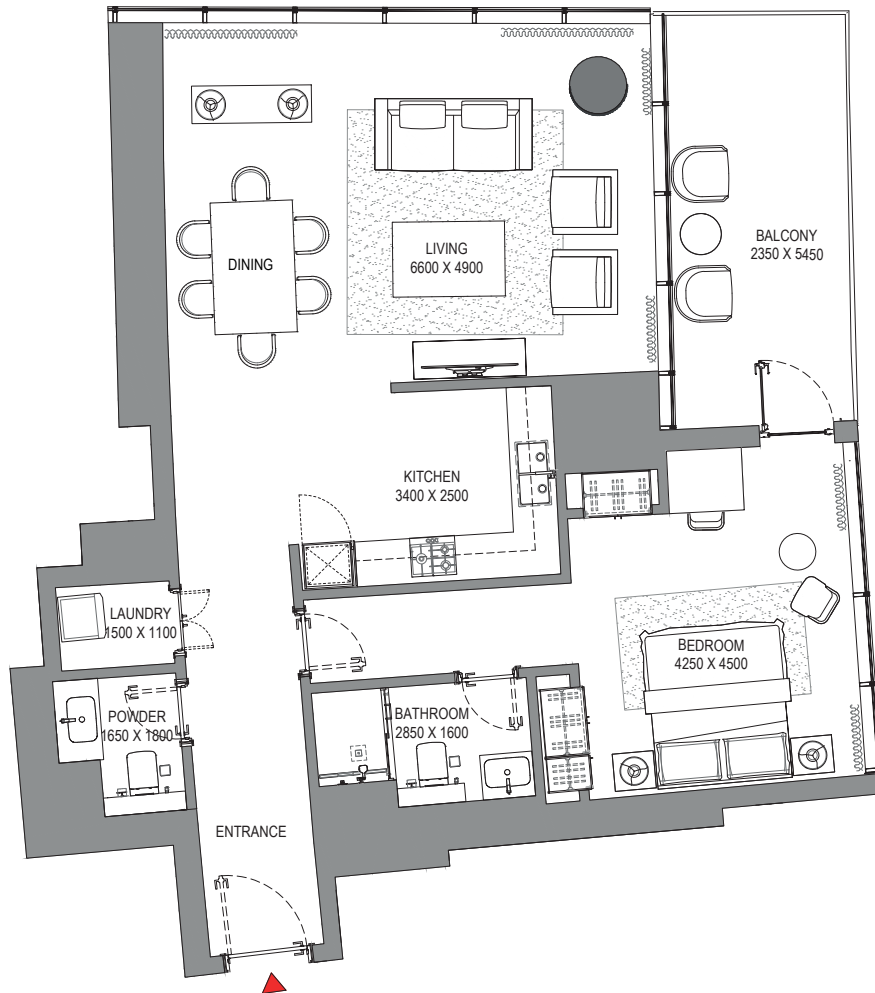 BALCONY
2350 X 5450
LIVING
6600 X 4900
DINING
KITCHEN
3400 X 2500
LAUNDRY
1500 X 1100
BEDROOM
4250 X 4500
POWDER
1650 X 1800
BATHROOM
2850 X 1600
ENTRANCE